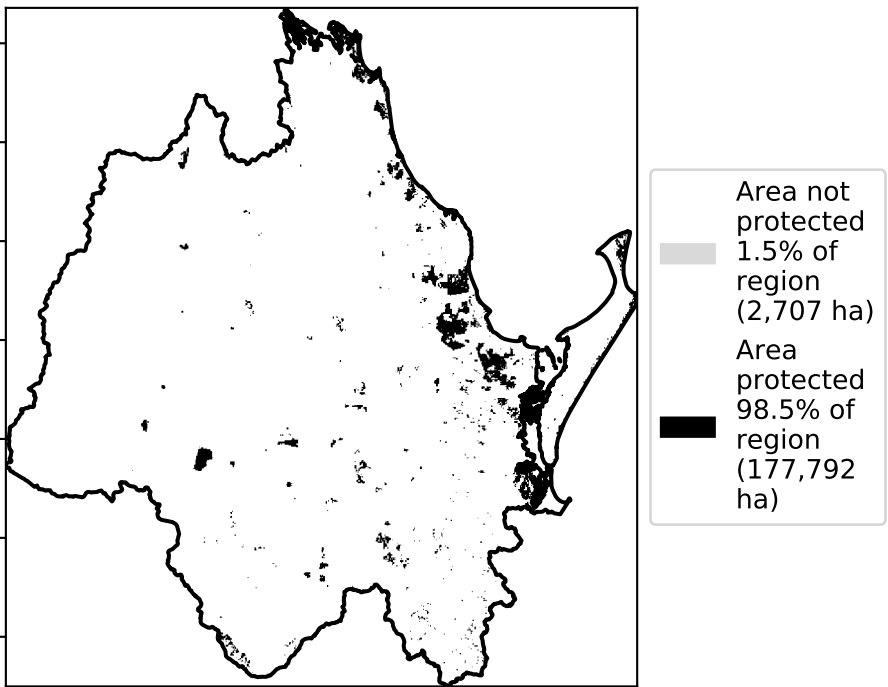 Area not
protected
1.5% of
region
(2,707 ha)
Area
protected
98.5% of
region
(177,792
ha)